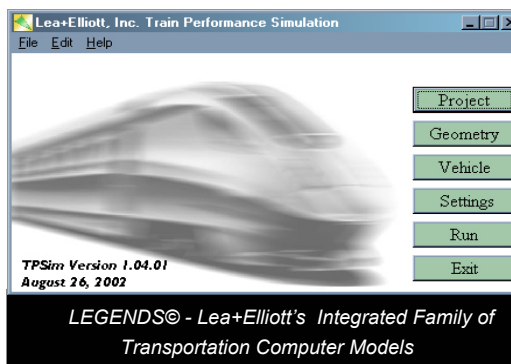 Lea+Elliott, Inc. Train Performance Simulation
File Edit Help
Project
Geometry
Vehicle
Settings
Run
Exit
TPSim Version 1.04.01
August 26, 2002
LEGENDS© - Lea+Elliott's Integrated Family of
Transportation Computer Models